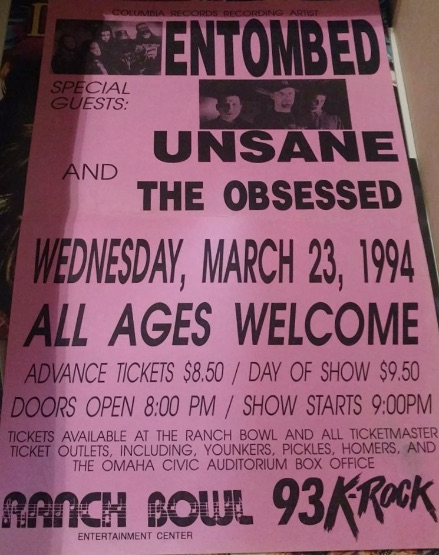 COLUMBIA RECORDS RECORDING ARTIST
ENTOMBED
SPECIAL
GUESTS:
UNSANE
AND
THE OBSESSED
WEDNESDAY, MARCH 23, 1994
ALL AGES WELCOME
ADVANCE TICKETS $8.50 / DAY OF SHOW $9.50
DOORS OPEN 8:00 PM / SHOW STARTS 9:00PM
TICKETS AVAILABLE AT THE RANCH BOWL AND ALL TICKETMASTER
TICKET OUTLETS, INCLUDING, YOUNKERS, PICKLES, HOMERS, AND
THE OMAHA CIVIC AUDITORIUM BOX OFFICE
RANCH BOWL
ENTERTAINMENT CENTER
93 K-ROCK